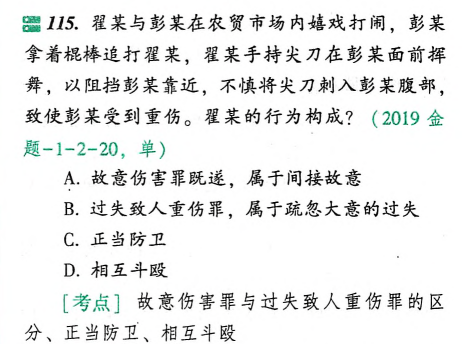 115. 翟某与彭某在农贸市场内嬉戏打闹，彭某
拿着棍棒追打翟某，翟某手持尖刀在彭某面前挥
舞，以阻挡彭某靠近，不慎将尖刀刺入彭某腹部，
致使彭某受到重伤。翟某的行为构成？（2019 金
题-1-2-20，单）
A. 故意伤害罪既遂，属于间接故意
B. 过失致人重伤罪，属于疏忽大意的过失
C. 正当防卫
D. 相互斗殴
［考点］ 故意伤害罪与过失致人重伤罪的区
分、正当防卫、相互斗殴